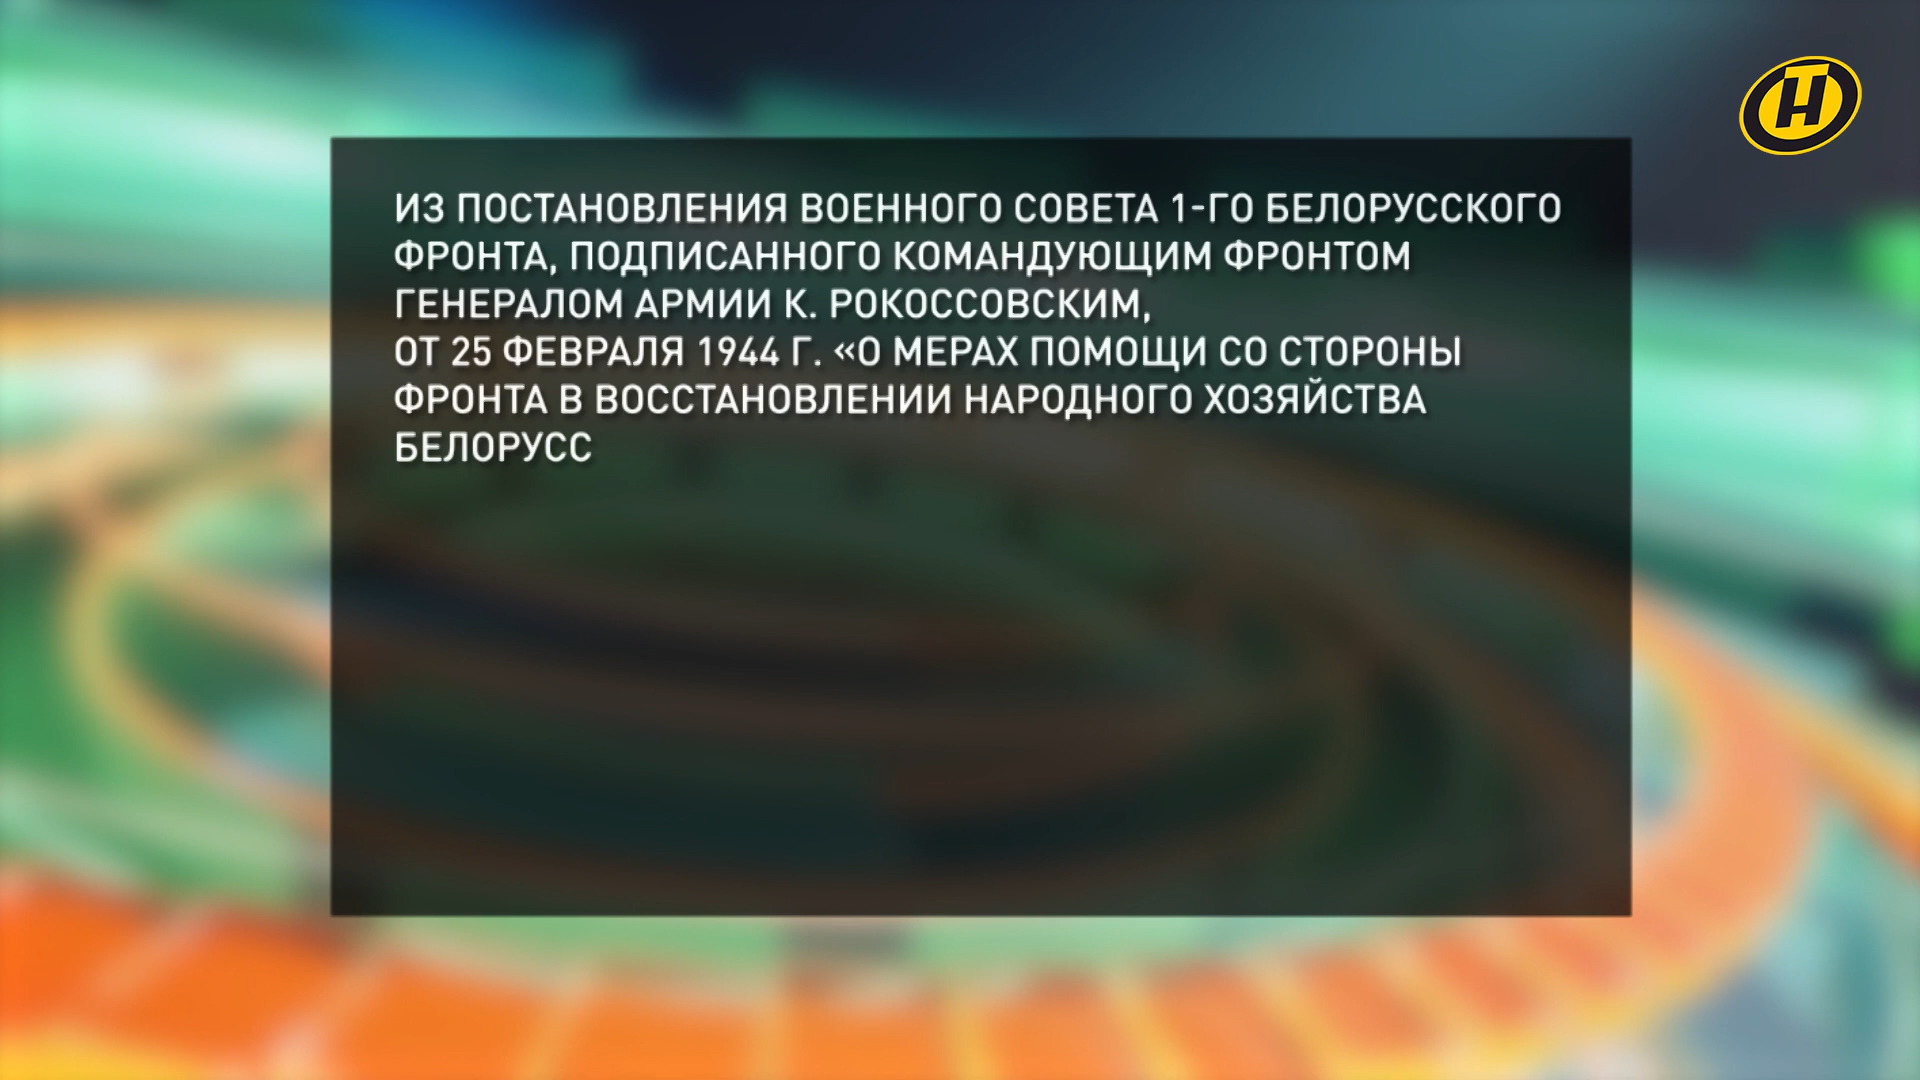 ИЗ ПОСТАНОВЛЕНИЯ ВОЕННОГО СОВЕТА 1-ГО БЕЛОРУССКОГО
ФРОНТА, ПОДПИСАННОГО КОМАНДУЮЩИМ ФРОНТОМ
ГЕНЕРАЛОМ АРМИИ К. РОКОССОВСКИМ,
ОТ 25 ФЕВРАЛЯ 1944 Г. «О МЕРАХ ПОМОЩИ СО СТОРОНЫ
ФРОНТА В ВОССТАНОВЛЕНИИ НАРОДНОГО ХОЗЯЙСТВА
БЕЛОРУСС
ОНТ